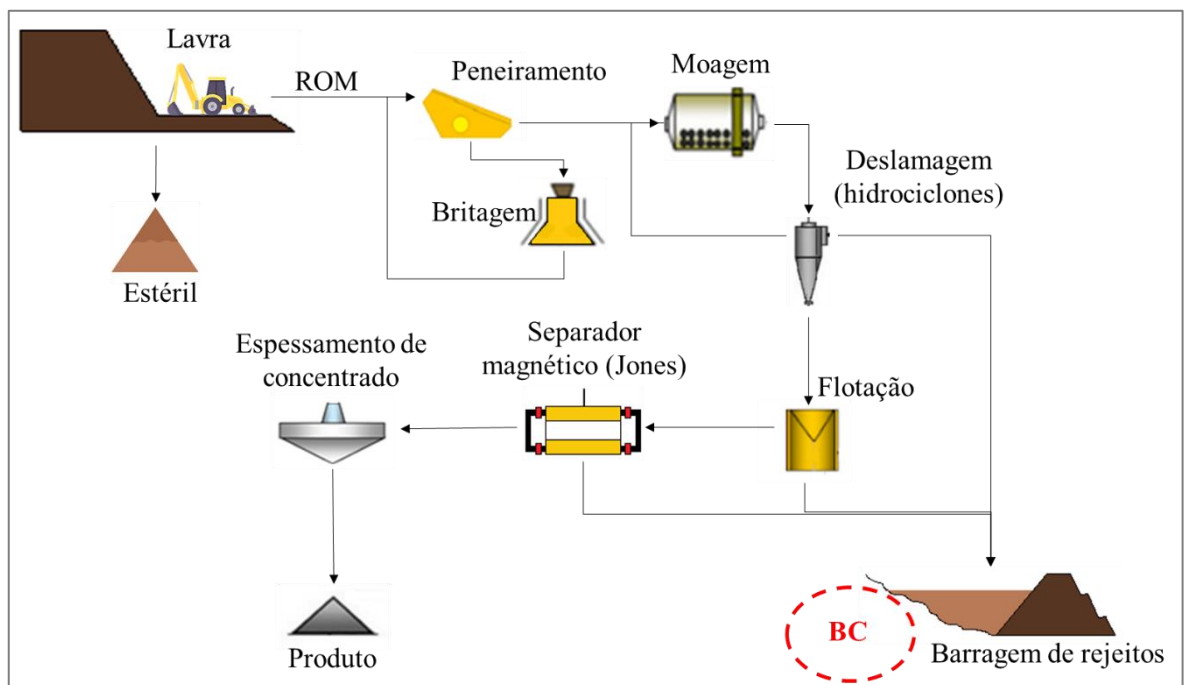 Lavra
ROM
Peneiramento
Moagem
Deslamagem
(hidrociclones)
Britagem
Estéril
Separador
magnético (Jones)
Espessamento de
concentrado
Flotação
Produto
BC
Barragem de rejeitos